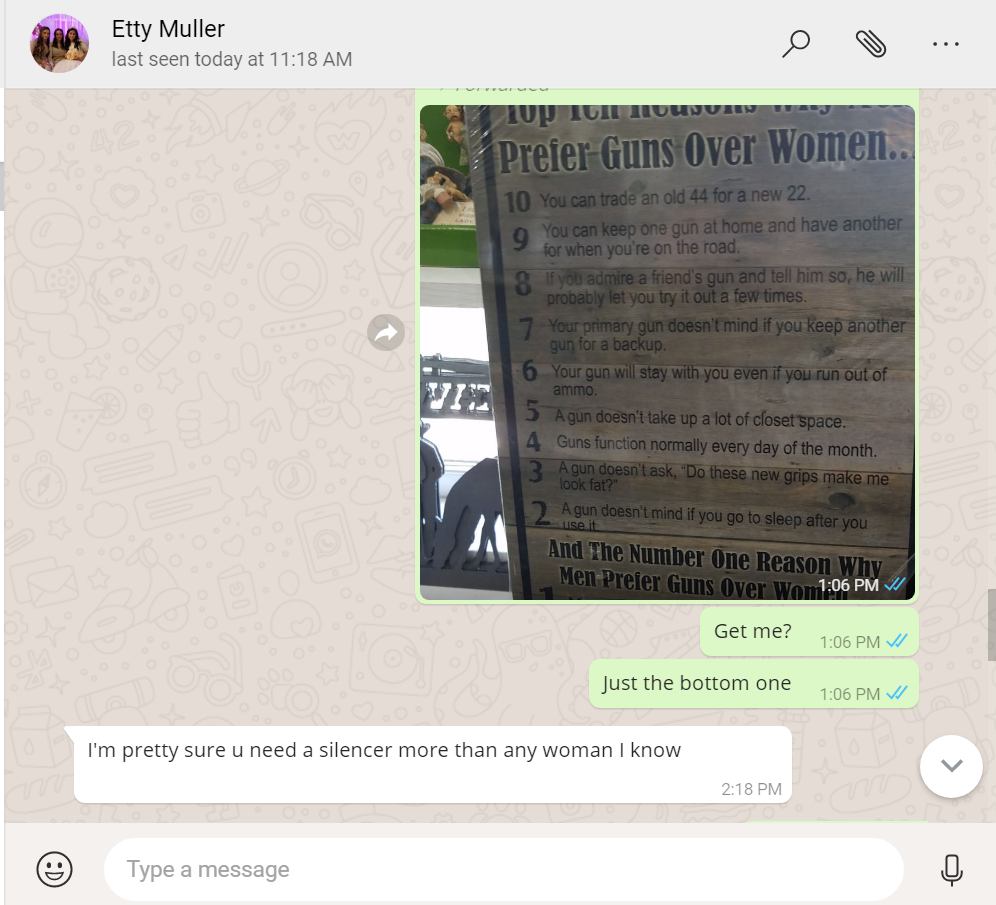 Etty Muller
last seen today at 11:18 AM
Forwarded
Top Ten Reasons Why
Prefer Guns Over Women...
10 You can trade an old 44 for a new 22.
9 You can keep one gun at home and have another
for when you're on the road.
8 If you admire a friend's gun and tell him so, he will
probably let you try it out a few times.
7 Your primary gun doesn't mind if you keep another
gun for a backup.
6 Your gun will stay with you even if you run out of
ammo.
5 A gun doesn't take up a lot of closet space.
4 Guns function normally every day of the month.
3 A gun doesn't ask, "Do these new grips make me
look fat?"
2 A gun doesn't mind if you go to sleep after you
use it.
And The Number One Reason Why
Men Prefer Guns Over Women
1:06 PM
Get me?
1:06 PM
Just the bottom one
1:06 PM
I'm pretty sure u need a silencer more than any woman I know
2:18 PM
Type a message